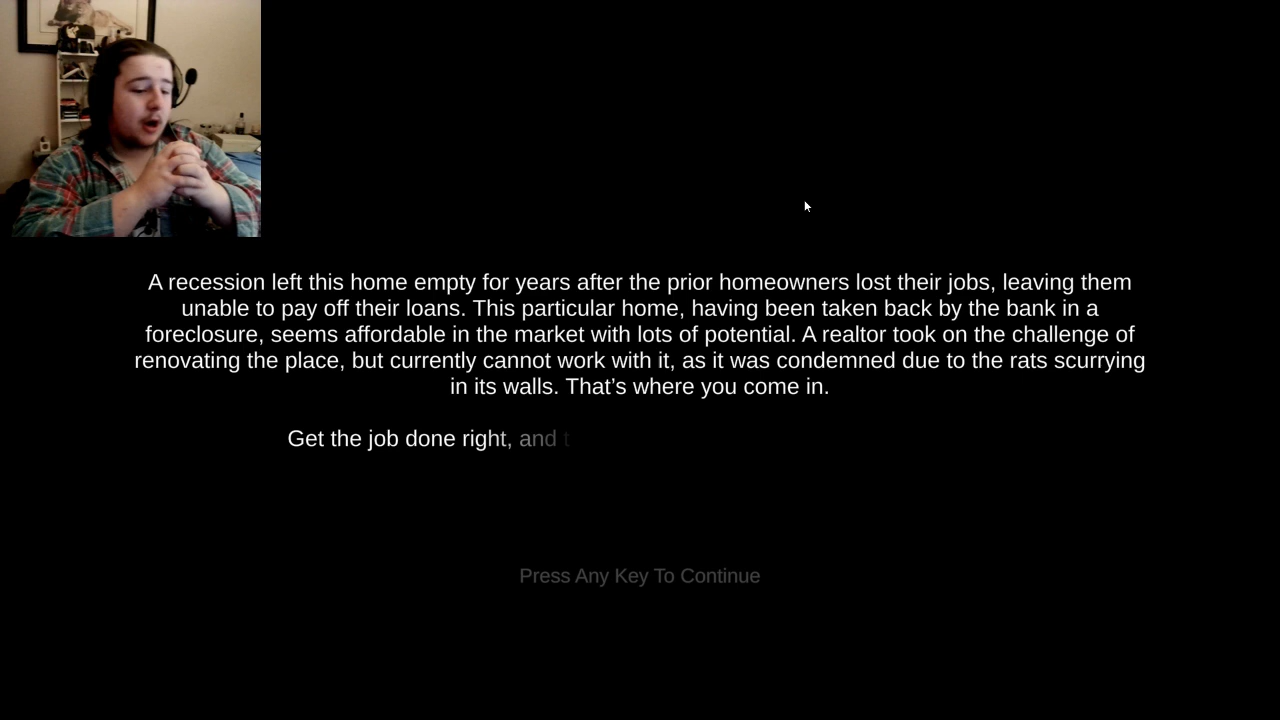 A recession left this home empty for years after the prior homeowners lost their jobs, leaving them
unable to pay off their loans. This particular home, having been taken back by the bank in a
foreclosure, seems affordable in the market with lots of potential. A realtor took on the challenge of
renovating the place, but currently cannot work with it, as it was condemned due to the rats scurrying
in its walls. That’s where you come in.
Get the job done right, and t
Press Any Key To Continue